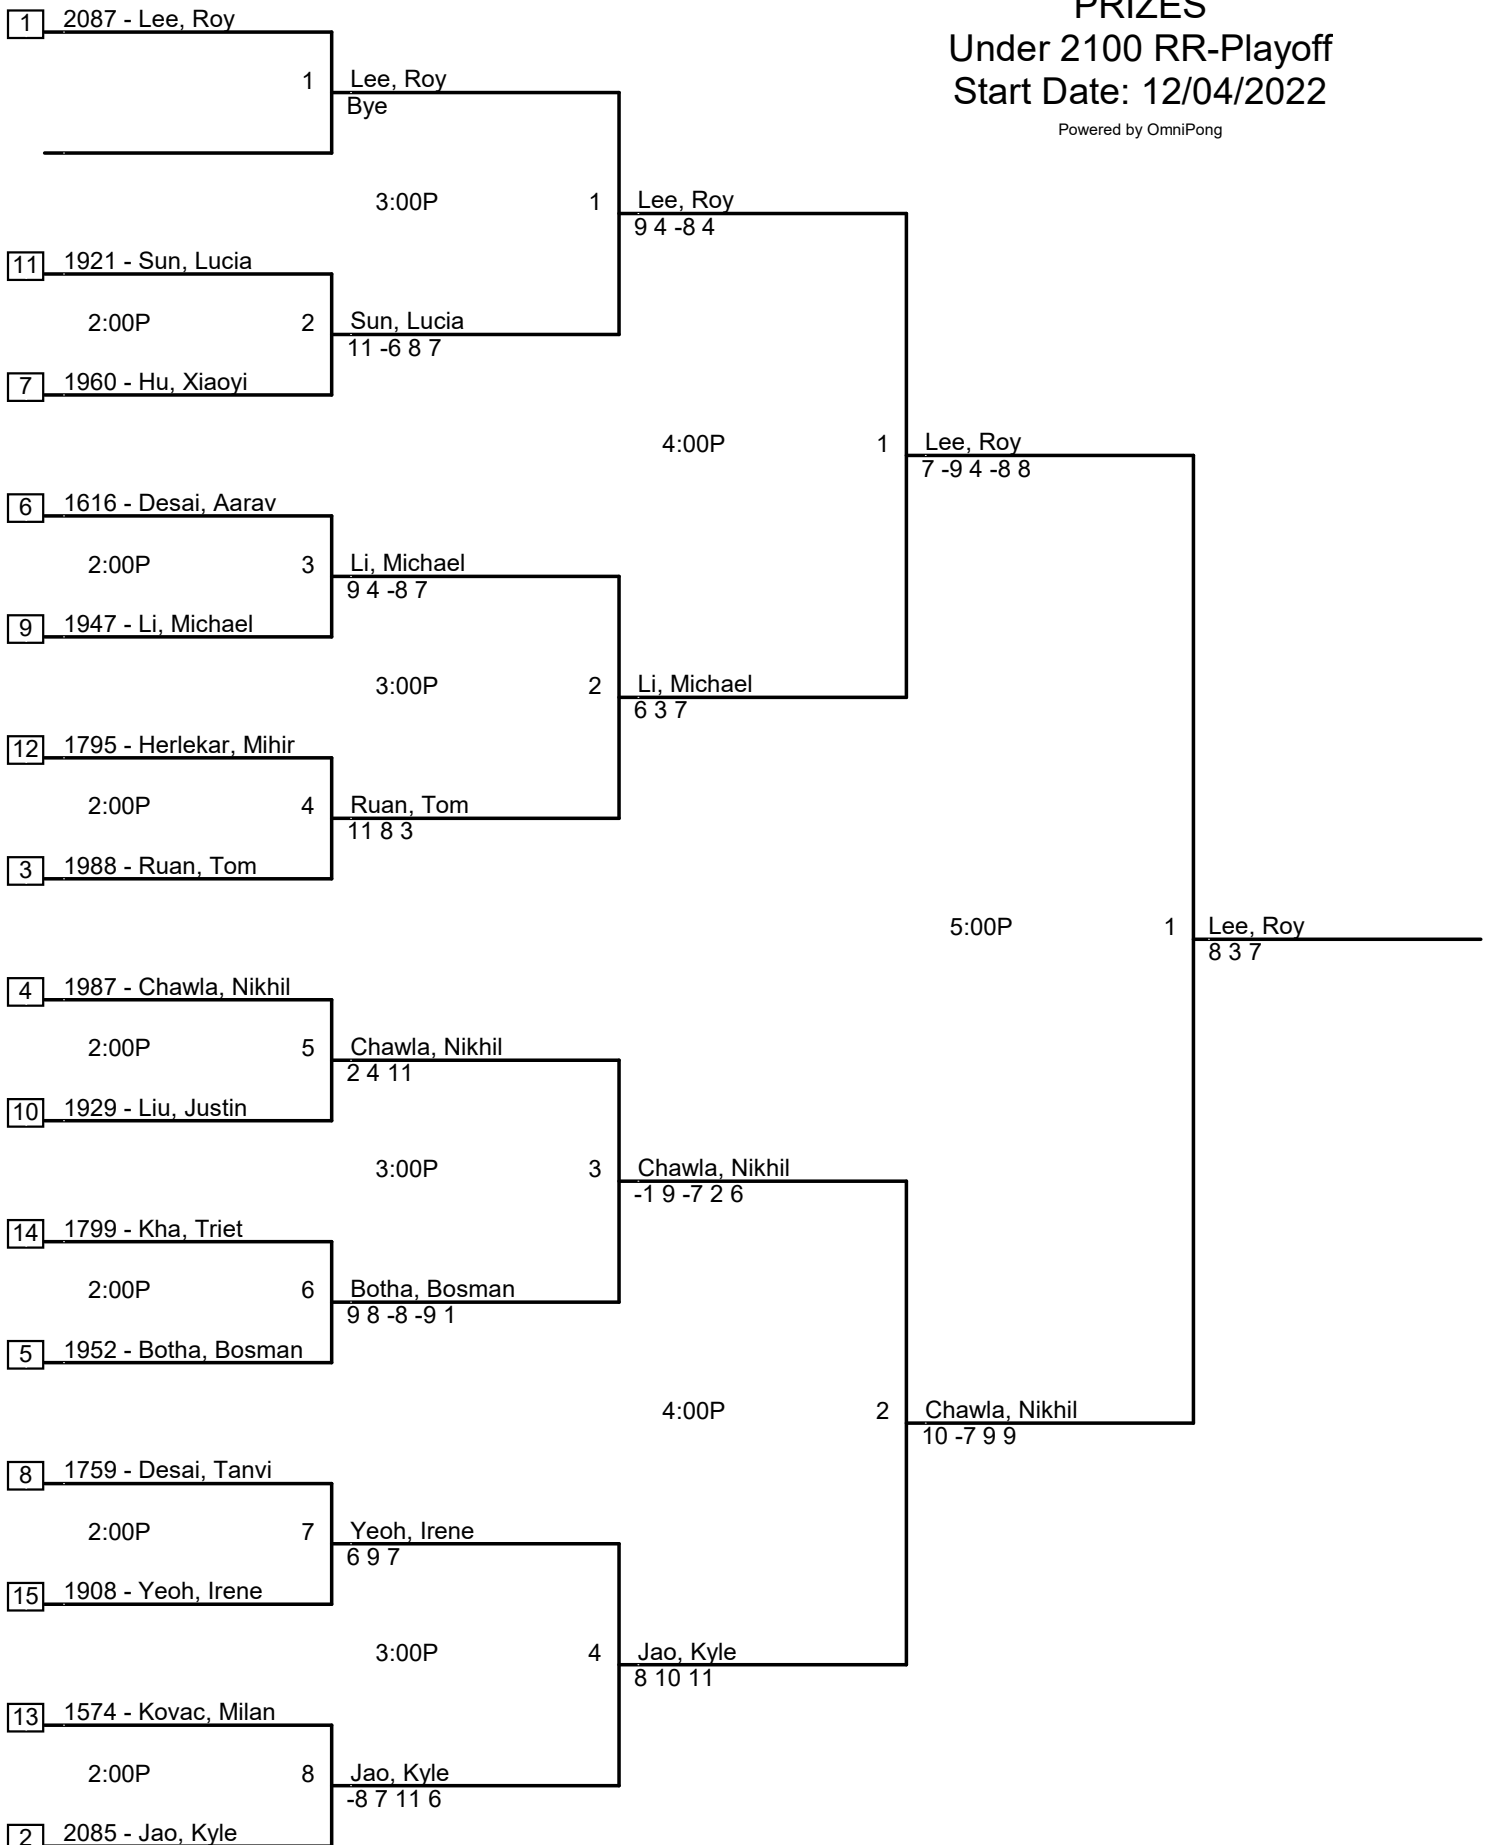 PRIZES
Under 2100 RR-Playoff
Start Date: 12/04/2022
Powered by OmniPong
1 2087 - Lee, Roy
1 Lee, Roy
Bye
3:00P 1 Lee, Roy
9 4 -8 4
11 1921 - Sun, Lucia
2:00P 2 Sun, Lucia
11 -6 8 7
7 1960 - Hu, Xiaoyi
4:00P 1 Lee, Roy
7 -9 4 -8 8
6 1616 - Desai, Aarav
2:00P 3 Li, Michael
9 4 -8 7
9 1947 - Li, Michael
3:00P 2 Li, Michael
6 3 7
12 1795 - Herlekar, Mihir
2:00P 4 Ruan, Tom
11 8 3
3 1988 - Ruan, Tom
5:00P 1 Lee, Roy
8 3 7
4 1987 - Chawla, Nikhil
2:00P 5 Chawla, Nikhil
2 4 11
10 1929 - Liu, Justin
3:00P 3 Chawla, Nikhil
-1 9 -7 2 6
14 1799 - Kha, Triet
2:00P 6 Botha, Bosman
9 8 -8 -9 1
5 1952 - Botha, Bosman
4:00P 2 Chawla, Nikhil
10 -7 9 9
8 1759 - Desai, Tanvi
2:00P 7 Yeoh, Irene
6 9 7
15 1908 - Yeoh, Irene
3:00P 4 Jao, Kyle
8 10 11
13 1574 - Kovac, Milan
2:00P 8 Jao, Kyle
-8 7 11 6
2 2085 - Jao, Kyle